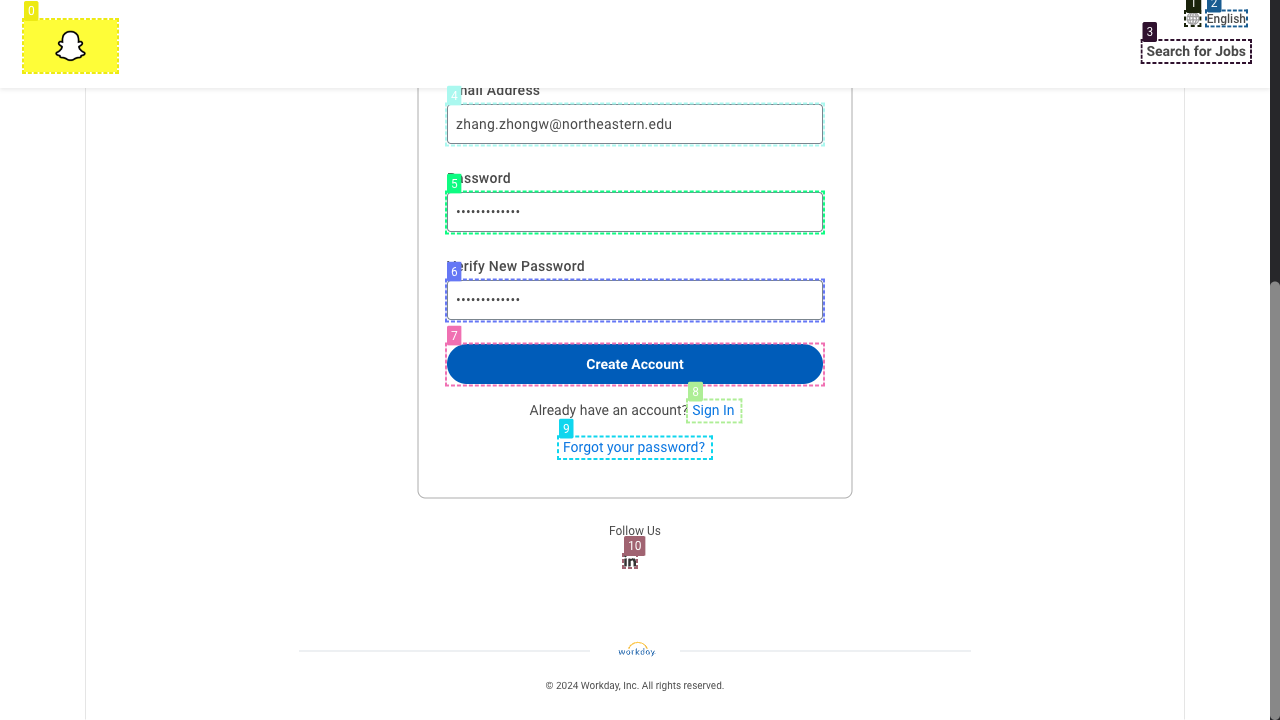 0
1
2
English
3
Search for Jobs
4
mail Address
zhang.zhongw@northeastern.edu
5
assword
•••••••••••••
6
erify New Password
•••••••••••••
7
Create Account
8
Already have an account? Sign In
9
Forgot your password?
Follow Us
10
in
workday
© 2024 Workday, Inc. All rights reserved.